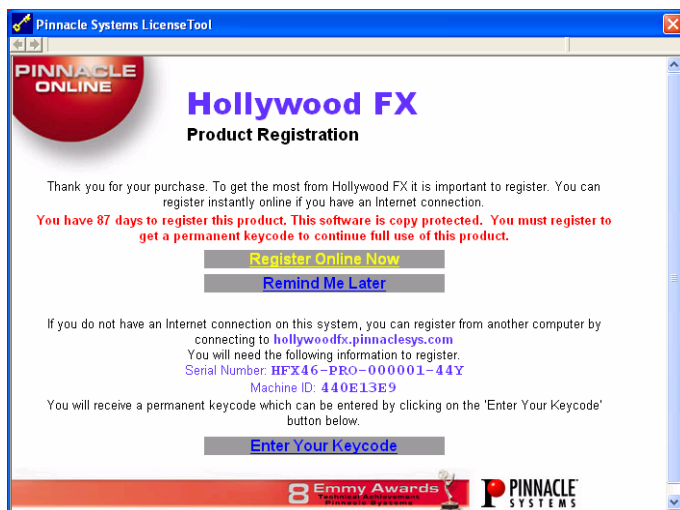 Pinnacle Systems LicenseTool
PINNACLE
ONLINE
Hollywood FX
Product Registration
Thank you for your purchase. To get the most from Hollywood FX it is important to register. You can
register instantly online if you have an Internet connection.
You have 87 days to register this product. This software is copy protected. You must register to
get a permanent keycode to continue full use of this product.
Register Online Now
Remind Me Later
If you do not have an Internet connection on this system, you can register from another computer by
connecting to hollywoodfx.pinnaclesys.com
You will need the following information to register.
Serial Number: HFX46-PRO-000001-44Y
Machine ID: 440E13E9
You will receive a permanent keycode which can be entered by clicking on the 'Enter Your Keycode'
button below.
Enter Your Keycode
8 Emmy Awards
Technical Achievement
Pinnacle Systems
PINNACLE
SYSTEMS